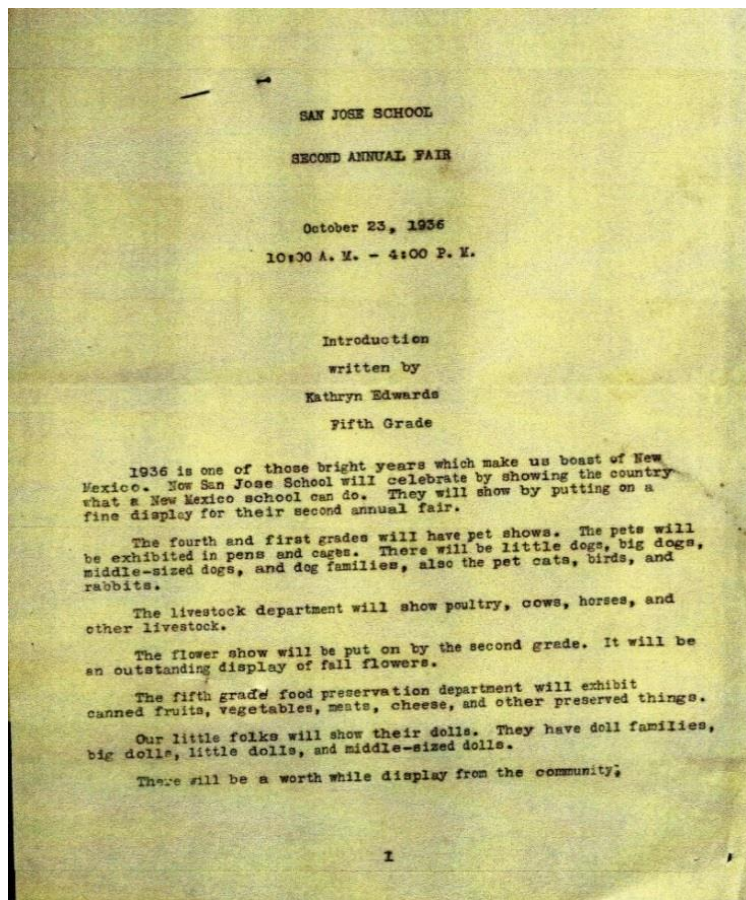 SAN JOSE SCHOOL
SECOND ANNUAL FAIR
October 23, 1936
10:00 A. M. - 4:00 P. M.
Introduction
written by
Kathryn Edwards
Fifth Grade
1936 is one of those bright years which make us boast of New
Mexico. Now San Jose School will celebrate by showing the country
what a New Mexico school can do. They will show by putting on a
fine display for their second annual fair.
The fourth and first grades will have pet shows. The pets will
be exhibited in pens and cages. There will be little dogs, big dogs,
middle-sized dogs, and dog families, also the pet cats, birds, and
rabbits.
The livestock department will show poultry, cows, horses, and
other livestock.
The flower show will be put on by the second grade. It will be
an outstanding display of fall flowers.
The fifth grade food preservation department will exhibit
canned fruits, vegetables, meats, cheese, and other preserved things.
Our little folks will show their dolls. They have doll families,
big dolls, little dolls, and middle-sized dolls.
There will be a worth while display from the community;
1